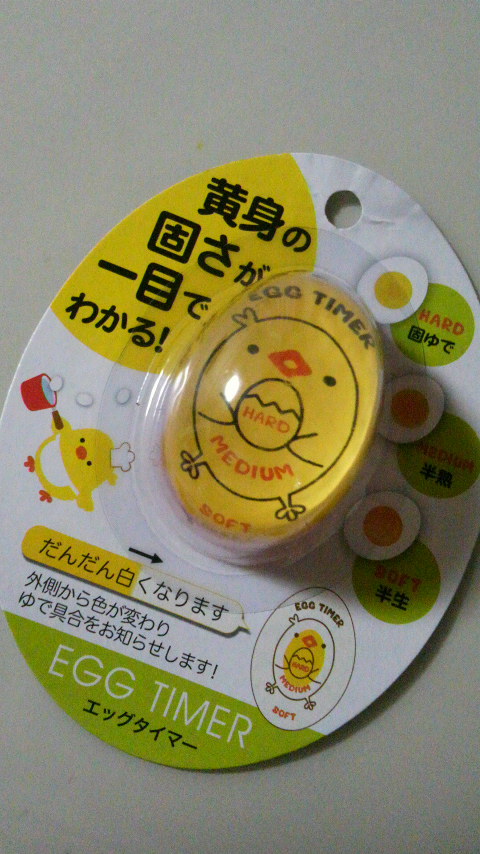 黄身の
固さが
一目で
わかる!
EGG TIMER
HARD
MEDIUM
SOFT
HARD
固ゆで
MEDIUM
半熟
SOFT
半生
だんだん白くなります
外側から色が変わり
ゆで具合をお知らせします!
EGG TIMER
HARD
MEDIUM
SOFT
EGG TIMER
エッグタイマー